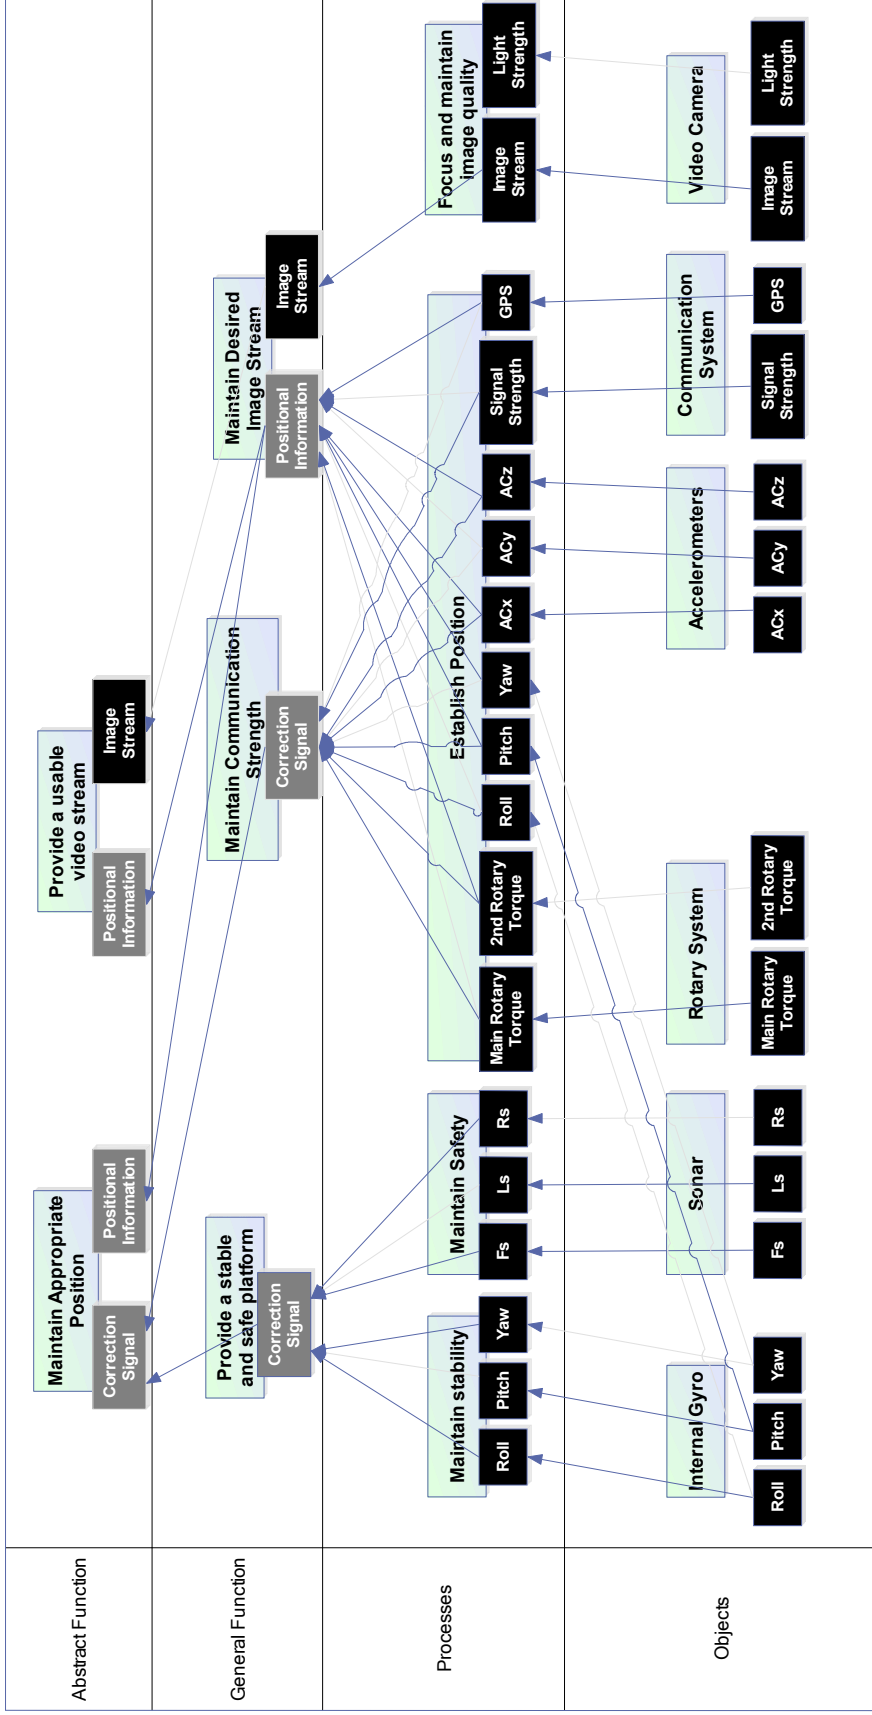 Abstract Function
Maintain Appropriate
Position
Correction
Signal
Positional
Information
Provide a usable
video stream
Positional
Information
Image
Stream
General Function
Provide a stable
and safe platform
Correction
Signal
Maintain Communication
Strength
Correction
Signal
Maintain Desired
Image Stream
Positional
Information
Image
Stream
Processes
Maintain stability
Roll
Pitch
Yaw
Maintain Safety
Fs
Ls
Rs
Establish Position
Main Rotary
Torque
2nd Rotary
Torque
Roll
Pitch
Yaw
ACx
ACy
ACz
Signal
Strength
GPS
Focus and maintain
image quality
Image
Stream
Light
Strength
Objects
Internal Gyro
Roll
Pitch
Yaw
Sonar
Fs
Ls
Rs
Rotary System
Main Rotary
Torque
2nd Rotary
Torque
Accelerometers
ACx
ACy
ACz
Communication
System
Signal
Strength
GPS
Video Camera
Image
Stream
Light
Strength